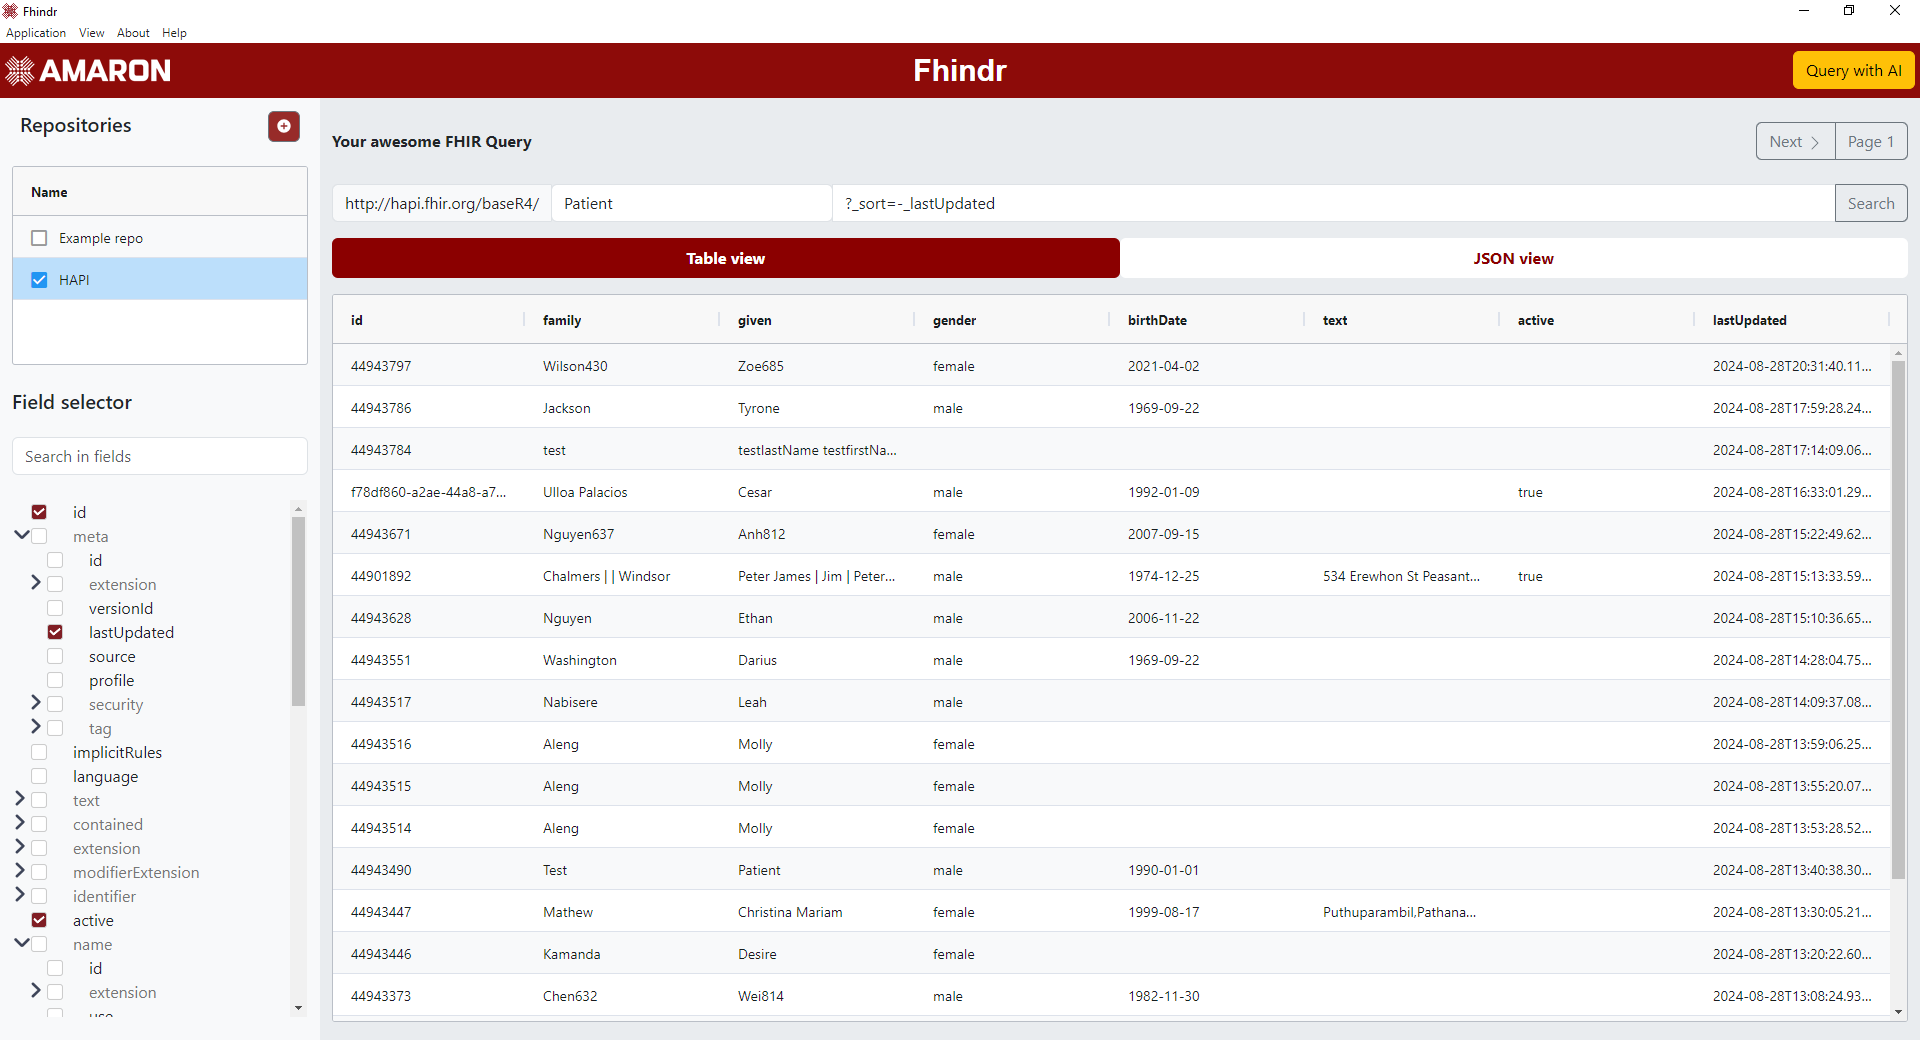 Fhindr
Application View About Help
AMARON
Fhindr
Query with AI
Repositories
Name
Example repo
HAPI
Field selector
Search in fields
id
meta
id
extension
versionId
lastUpdated
source
profile
security
tag
implicitRules
language
text
contained
extension
modifierExtension
identifier
active
name
id
extension
use
Your awesome FHIR Query
Next Page 1
http://hapi.fhir.org/baseR4/ Patient ?_sort=-_lastUpdated Search
Table view JSON view
id family given gender birthDate text active lastUpdated
44943797 Wilson430 Zoe685 female 2021-04-02 2024-08-28T20:31:40.11...
44943786 Jackson Tyrone male 1969-09-22 2024-08-28T17:59:28.24...
44943784 test testlastName testfirstNa... 2024-08-28T17:14:09.06...
f78df860-a2ae-44a8-a7... Ulloa Palacios Cesar male 1992-01-09 true 2024-08-28T16:33:01.29...
44943671 Nguyen637 Anh812 female 2007-09-15 2024-08-28T15:22:49.62...
44901892 Chalmers | | Windsor Peter James | Jim | Peter... male 1974-12-25 534 Erewhon St Peasant... true 2024-08-28T15:13:33.59...
44943628 Nguyen Ethan male 2006-11-22 2024-08-28T15:10:36.65...
44943551 Washington Darius male 1969-09-22 2024-08-28T14:28:04.75...
44943517 Nabisere Leah male 2024-08-28T14:09:37.08...
44943516 Aleng Molly female 2024-08-28T13:59:06.25...
44943515 Aleng Molly female 2024-08-28T13:55:20.07...
44943514 Aleng Molly female 2024-08-28T13:53:28.52...
44943490 Test Patient male 1990-01-01 2024-08-28T13:40:38.30...
44943447 Mathew Christina Mariam female 1999-08-17 Puthuparambil,Pathana... 2024-08-28T13:30:05.21...
44943446 Kamanda Desire female 2024-08-28T13:20:22.60...
44943373 Chen632 Wei814 male 1982-11-30 2024-08-28T13:08:24.93...